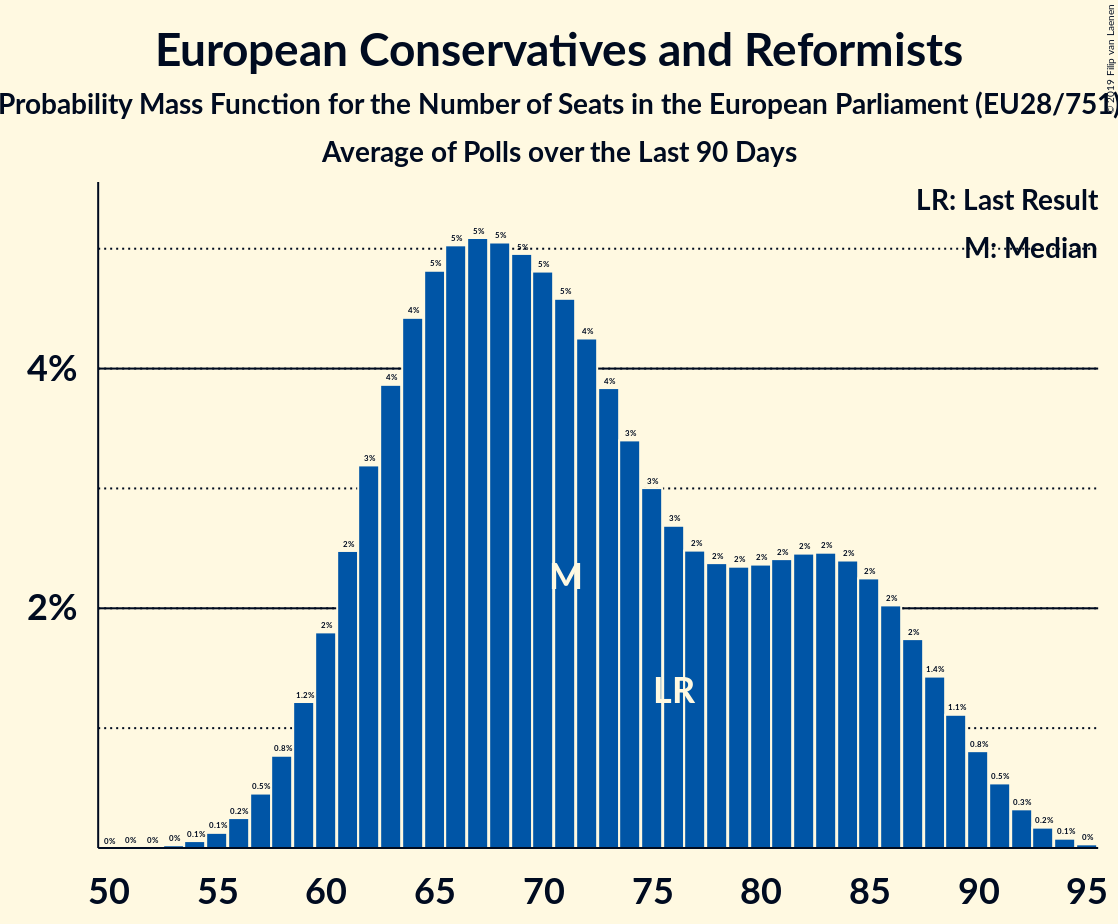 European Conservatives and Reformists
Probability Mass Function for the Number of Seats in the European Parliament (EU28/751)
Average of Polls over the Last 90 Days
© 2019 Filip van Laenen
LR: Last Result
M: Median
4%
2%
0% 0% 0% 0% 0.1% 0.1% 0.2% 0.5% 0.8% 1.2% 2% 2% 3% 4% 4% 5% 5% 5% 5% 5% 5% 5% 4% 4% 3% 3% 3% 2% 2% 2% 2% 2% 2% 2% 2% 2% 2% 2% 1.4% 1.1% 0.8% 0.5% 0.3% 0.2% 0.1% 0%
M
LR
50 55 60 65 70 75 80 85 90 95